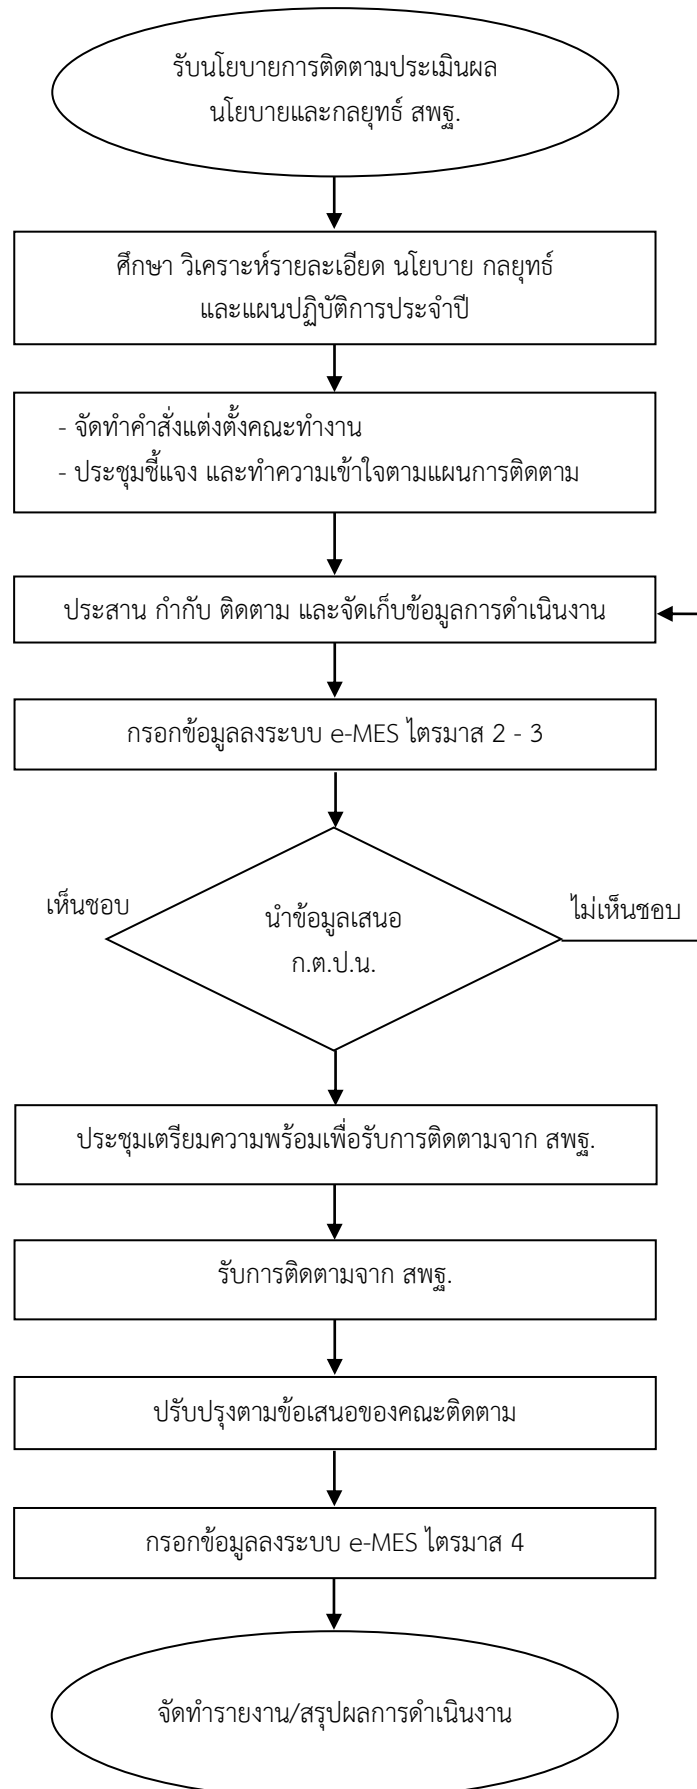 รับนโยบายการติดตามประเมินผล
นโยบายและกลยุทธ์ สพฐ.
ศึกษา วิเคราะห์รายละเอียด นโยบาย กลยุทธ์
และแผนปฏิบัติการประจำปี
- จัดทำคำสั่งแต่งตั้งคณะทำงาน
- ประชุมชี้แจง และทำความเข้าใจตามแผนการติดตาม
ประสาน กำกับ ติดตาม และจัดเก็บข้อมูลการดำเนินงาน
กรอกข้อมูลลงระบบ e-MES ไตรมาส 2 - 3
เห็นชอบ
นำข้อมูลเสนอ
ก.ต.ป.น.
ไม่เห็นชอบ
ประชุมเตรียมความพร้อมเพื่อรับการติดตามจาก สพฐ.
รับการติดตามจาก สพฐ.
ปรับปรุงตามข้อเสนอของคณะติดตาม
กรอกข้อมูลลงระบบ e-MES ไตรมาส 4
จัดทำรายงาน/สรุปผลการดำเนินงาน